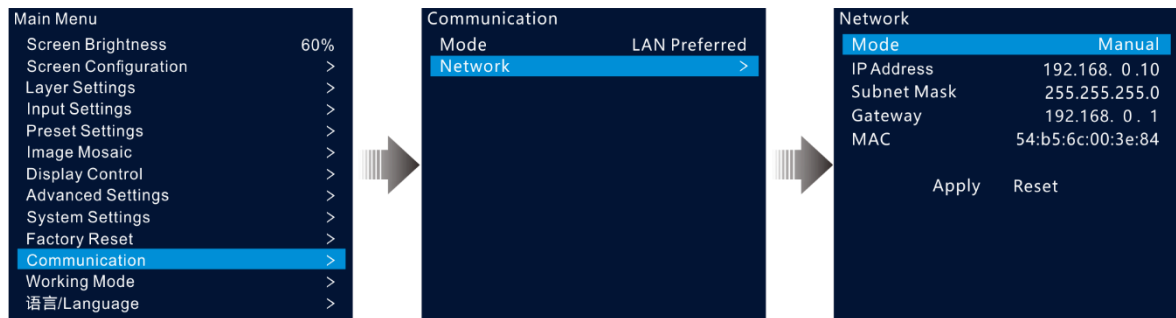 Main Menu
Screen Brightness 60%
Screen Configuration >
Layer Settings >
Input Settings >
Preset Settings >
Image Mosaic >
Display Control >
Advanced Settings >
System Settings >
Factory Reset >
Communication >
Working Mode >
语言/Language >
Communication
Mode LAN Preferred
Network >
Network
Mode Manual
IP Address 192.168. 0.10
Subnet Mask 255.255.255.0
Gateway 192.168. 0 . 1
MAC 54:b5:6c:00:3e:84
Apply Reset